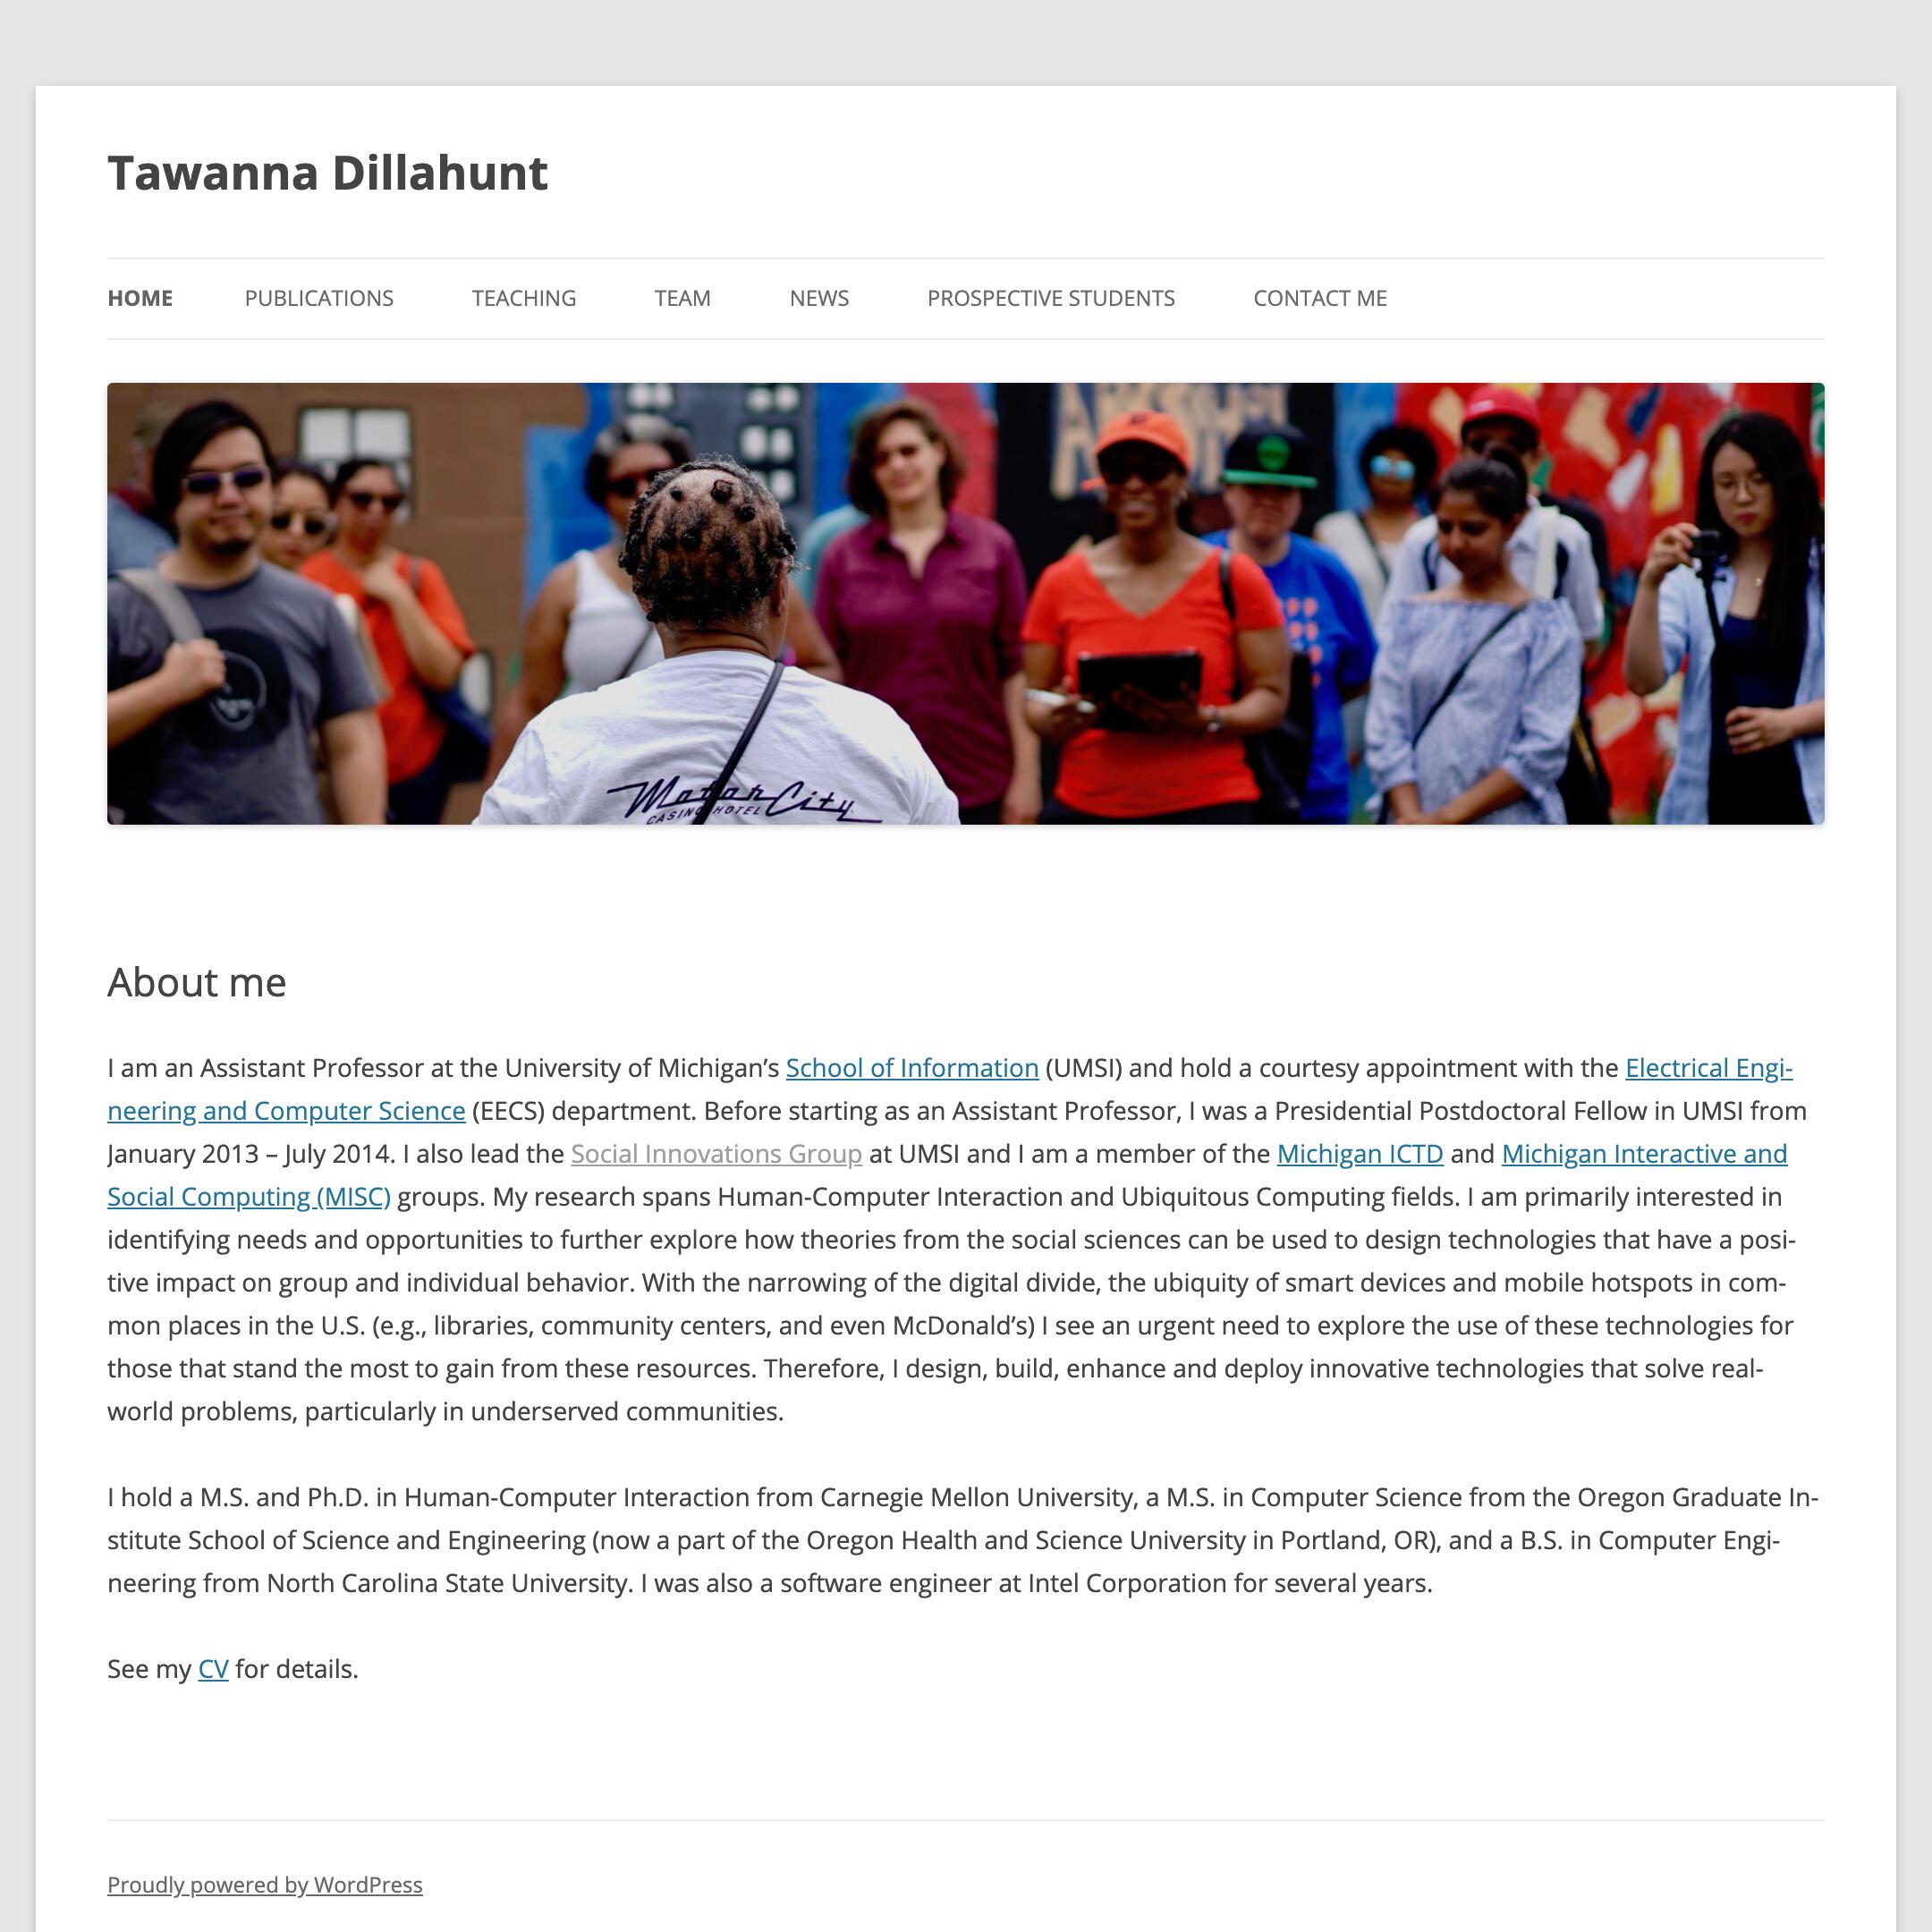 Tawanna Dillahunt
HOME PUBLICATIONS TEACHING TEAM NEWS PROSPECTIVE STUDENTS CONTACT ME
MotorCity
CASINO HOTEL
About me
I am an Assistant Professor at the University of Michigan’s School of Information (UMSI) and hold a courtesy appointment with the Electrical Engi-
neering and Computer Science (EECS) department. Before starting as an Assistant Professor, I was a Presidential Postdoctoral Fellow in UMSI from
January 2013 – July 2014. I also lead the Social Innovations Group at UMSI and I am a member of the Michigan ICTD and Michigan Interactive and
Social Computing (MISC) groups. My research spans Human-Computer Interaction and Ubiquitous Computing fields. I am primarily interested in
identifying needs and opportunities to further explore how theories from the social sciences can be used to design technologies that have a posi-
tive impact on group and individual behavior. With the narrowing of the digital divide, the ubiquity of smart devices and mobile hotspots in com-
mon places in the U.S. (e.g., libraries, community centers, and even McDonald’s) I see an urgent need to explore the use of these technologies for
those that stand the most to gain from these resources. Therefore, I design, build, enhance and deploy innovative technologies that solve real-
world problems, particularly in underserved communities.
I hold a M.S. and Ph.D. in Human-Computer Interaction from Carnegie Mellon University, a M.S. in Computer Science from the Oregon Graduate In-
stitute School of Science and Engineering (now a part of the Oregon Health and Science University in Portland, OR), and a B.S. in Computer Engi-
neering from North Carolina State University. I was also a software engineer at Intel Corporation for several years.
See my CV for details.
Proudly powered by WordPress